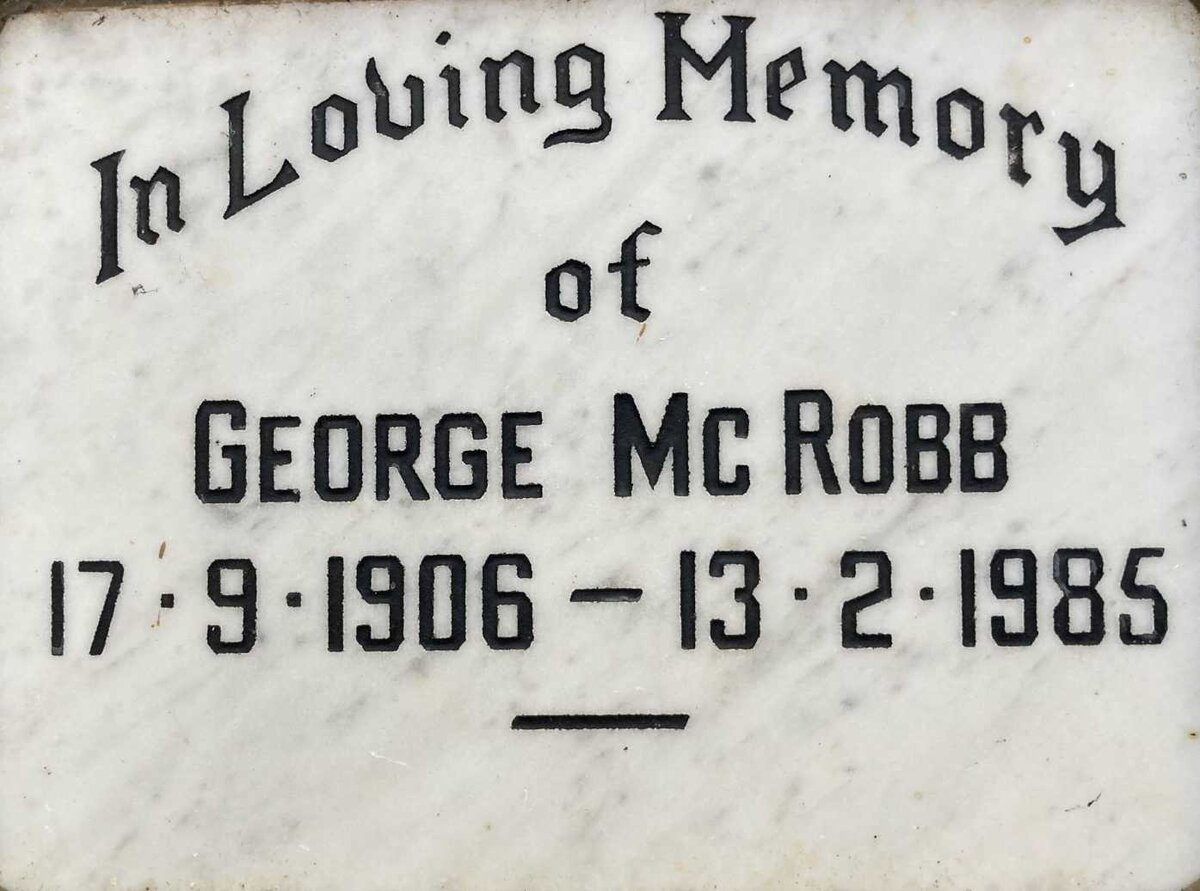 In Loving Memory
of
GEORGE MC ROBB
17·9·1906 – 13·2·1985